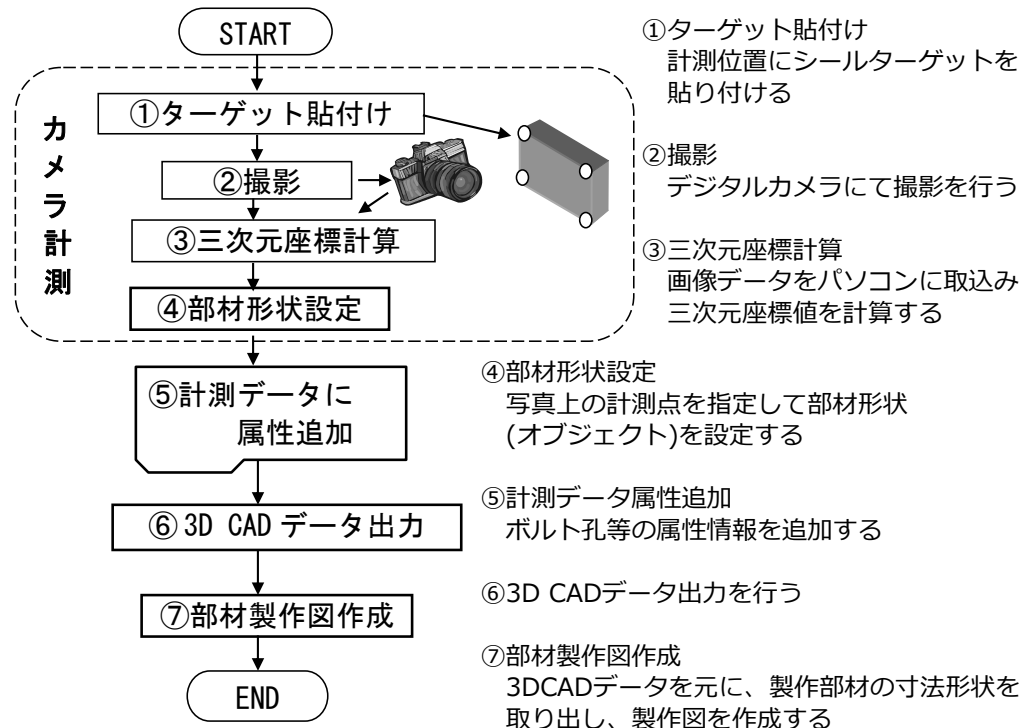 START
カメラ計測
①ターゲット貼付け
②撮影
③三次元座標計算
④部材形状設定
⑤計測データに
属性追加
⑥3D CADデータ出力
⑦部材製作図作成
END
①ターゲット貼付け
計測位置にシールターゲットを
貼り付ける
②撮影
デジタルカメラにて撮影を行う
③三次元座標計算
画像データをパソコンに取込み
三次元座標値を計算する
④部材形状設定
写真上の計測点を指定して部材形状
(オブジェクト)を設定する
⑤計測データ属性追加
ボルト孔等の属性情報を追加する
⑥3D CADデータ出力を行う
⑦部材製作図作成
3DCADデータを元に、製作部材の寸法形状を
取り出し、製作図を作成する